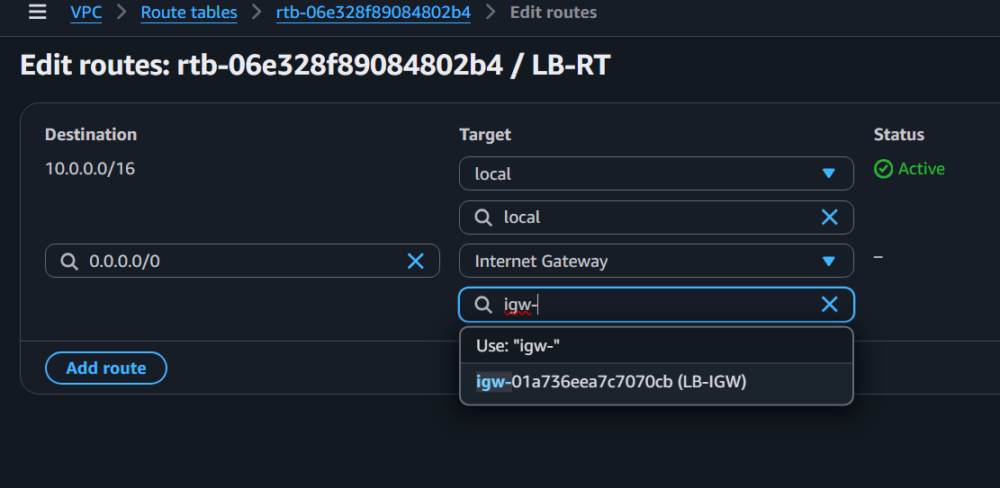 VPC > Route tables > rtb-06e328f89084802b4 > Edit routes
Edit routes: rtb-06e328f89084802b4 / LB-RT
Destination Target Status
10.0.0.0/16 local Active
local
0.0.0.0/0 Internet Gateway –
igw-
Use: "igw-"
igw-01a736eea7c7070cb (LB-IGW)
Add route